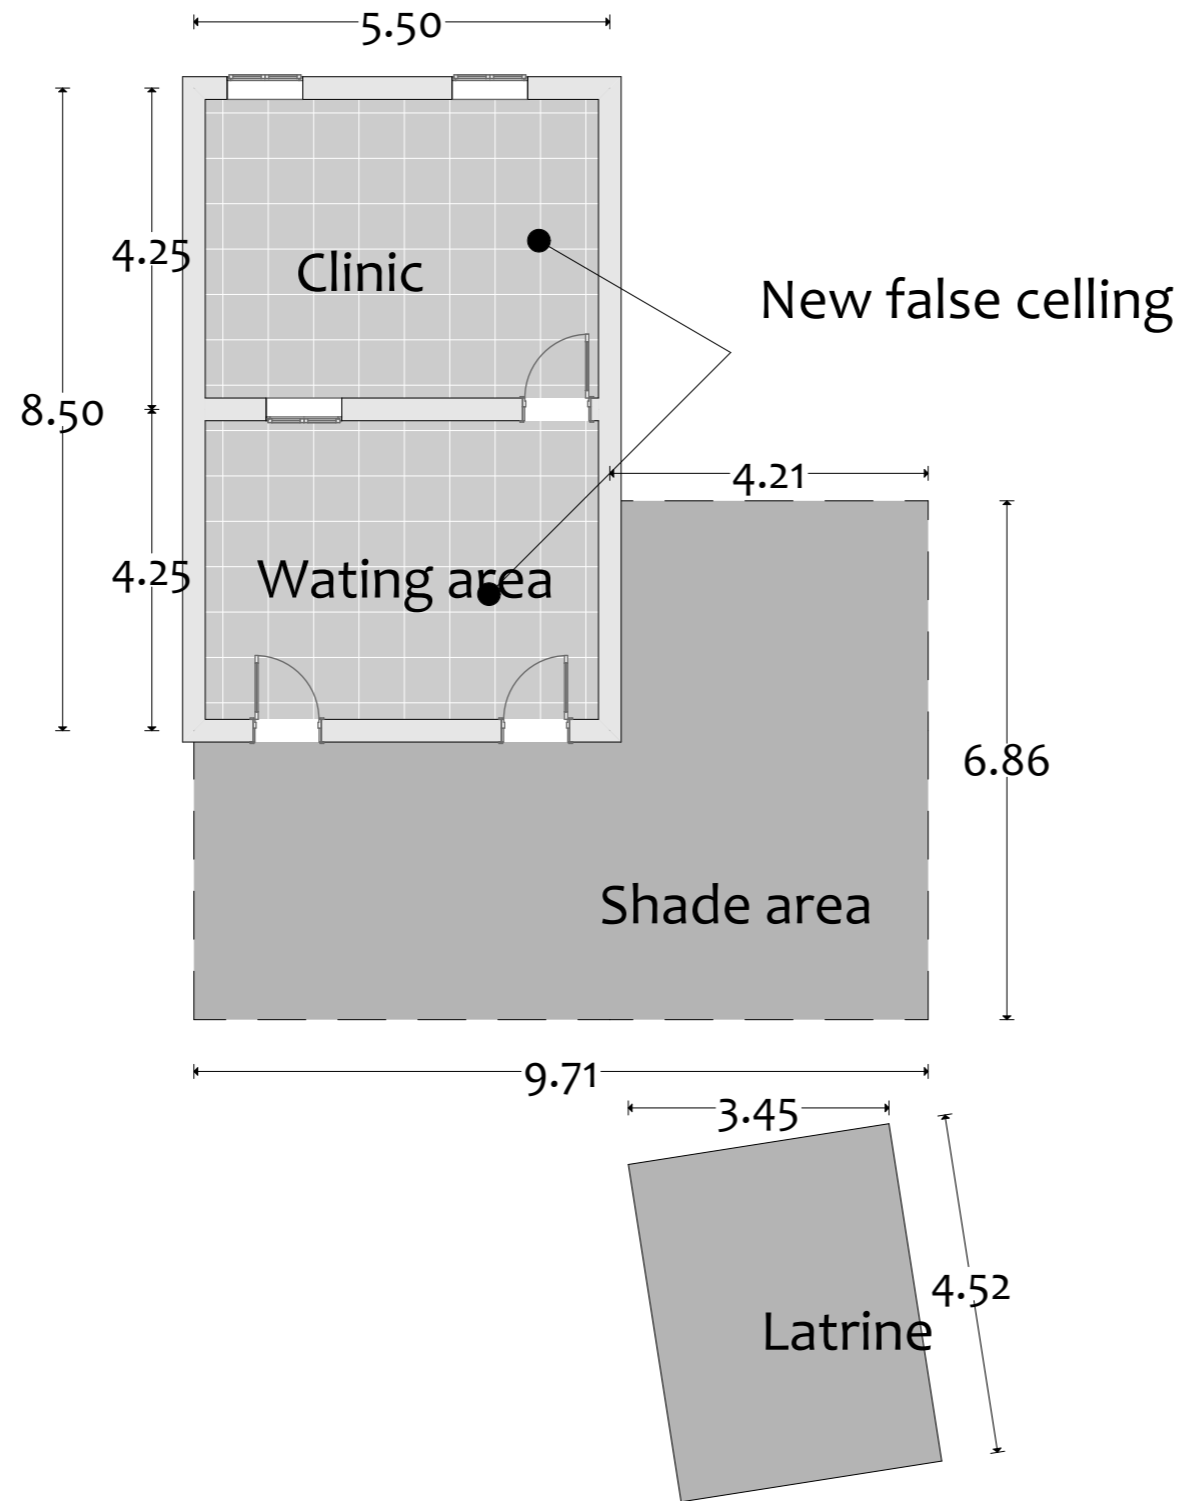 5.50
4.25
Clinic
New false celling
8.50
4.21
4.25
Wating area
6.86
Shade area
9.71
3.45
4.52
Latrine